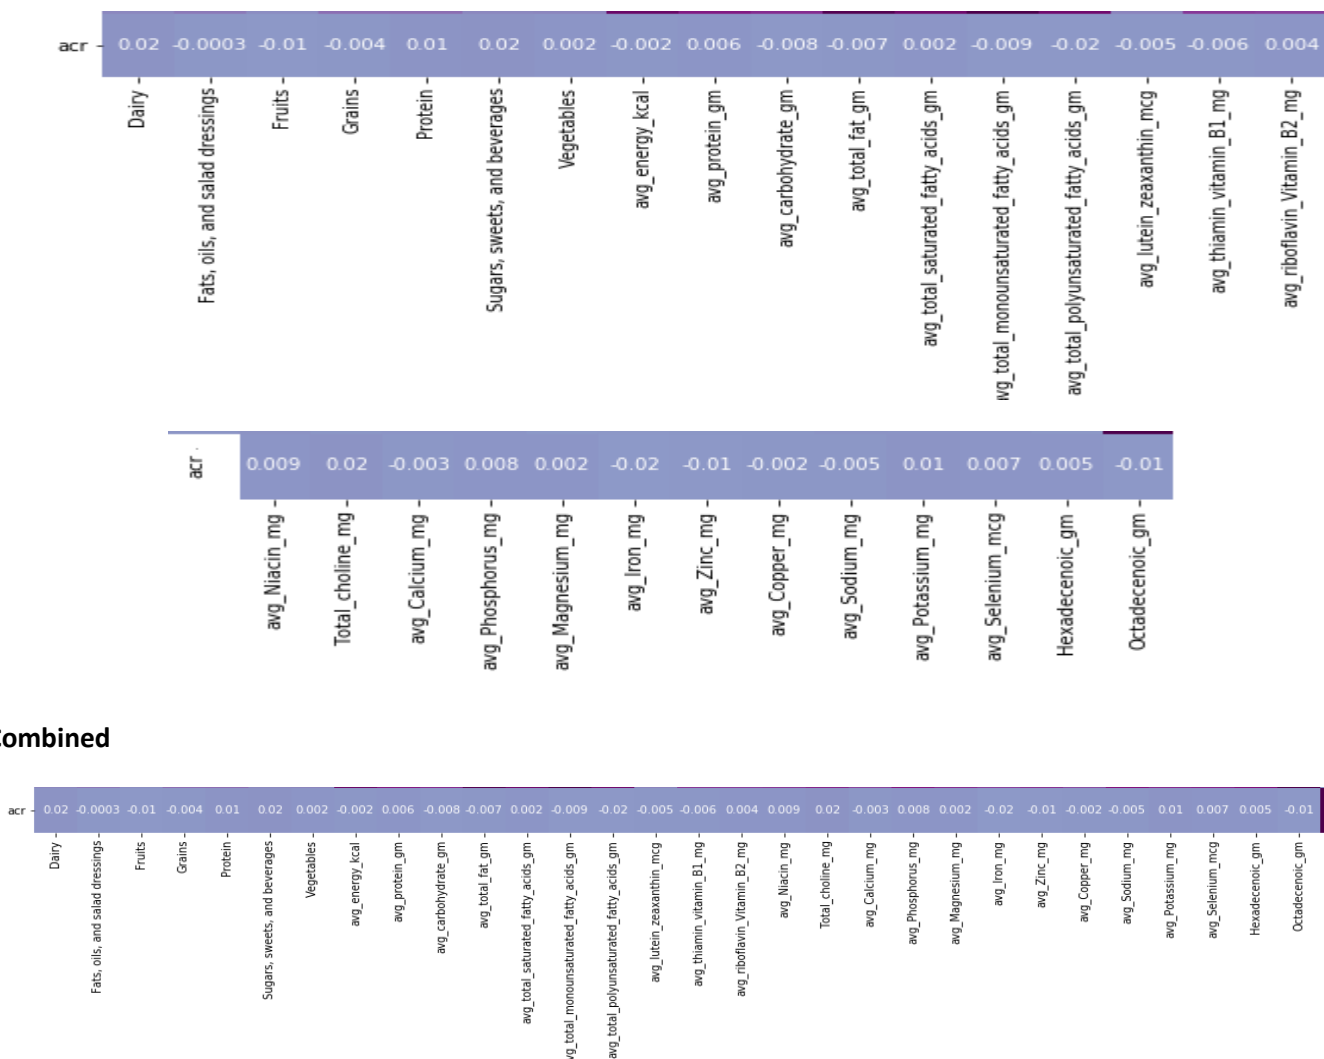 acr 0.02 -0.0003 -0.01 -0.004 0.01 0.02 0.002 -0.002 0.006 -0.008 -0.007 0.002 -0.009 -0.02 -0.005 -0.006 0.004
Dairy
Fats, oils, and salad dressings
Fruits
Grains
Protein
Sugars, sweets, and beverages
Vegetables
avg_energy_kcal
avg_protein_gm
avg_carbohydrate_gm
avg_total_fat_gm
avg_total_saturated_fatty_acids_gm
vg_total_monounsaturated_fatty_acids_gm
avg_total_polyunsaturated_fatty_acids_gm
avg_lutein_zeaxanthin_mcg
avg_thiamin_vitamin_B1_mg
avg_riboflavin_Vitamin_B2_mg
acr 0.009 0.02 -0.003 0.008 0.002 -0.02 -0.01 -0.002 -0.005 0.01 0.007 0.005 -0.01
avg_Niacin_mg
Total_choline_mg
avg_Calcium_mg
avg_Phosphorus_mg
avg_Magnesium_mg
avg_Iron_mg
avg_Zinc_mg
avg_Copper_mg
avg_Sodium_mg
avg_Potassium_mg
avg_Selenium_mcg
Hexadecenoic_gm
Octadecenoic_gm
Combined
acr 0.02 -0.0003 -0.01 -0.004 0.01 0.02 0.002 -0.002 0.006 -0.008 -0.007 0.002 -0.009 -0.02 -0.005 -0.006 0.004 0.009 0.02 -0.003 0.008 0.002 -0.02 -0.01 -0.002 -0.005 0.01 0.007 0.005 -0.01
Dairy
Fats, oils, and salad dressings
Fruits
Grains
Protein
Sugars, sweets, and beverages
Vegetables
avg_energy_kcal
avg_protein_gm
avg_carbohydrate_gm
avg_total_fat_gm
avg_total_saturated_fatty_acids_gm
vg_total_monounsaturated_fatty_acids_gm
avg_total_polyunsaturated_fatty_acids_gm
avg_lutein_zeaxanthin_mcg
avg_thiamin_vitamin_B1_mg
avg_riboflavin_Vitamin_B2_mg
avg_Niacin_mg
Total_choline_mg
avg_Calcium_mg
avg_Phosphorus_mg
avg_Magnesium_mg
avg_Iron_mg
avg_Zinc_mg
avg_Copper_mg
avg_Sodium_mg
avg_Potassium_mg
avg_Selenium_mcg
Hexadecenoic_gm
Octadecenoic_gm